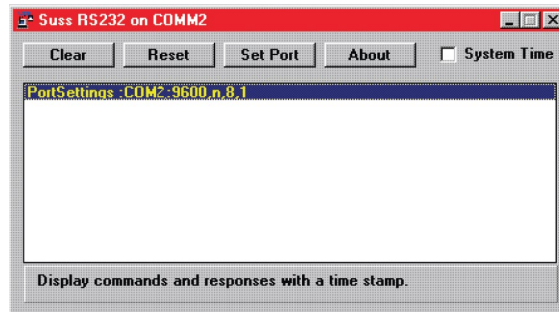 Suss RS232 on COMM2
Clear Reset Set Port About System Time
PortSettings :COM2:9600,n,8,1
Display commands and responses with a time stamp.